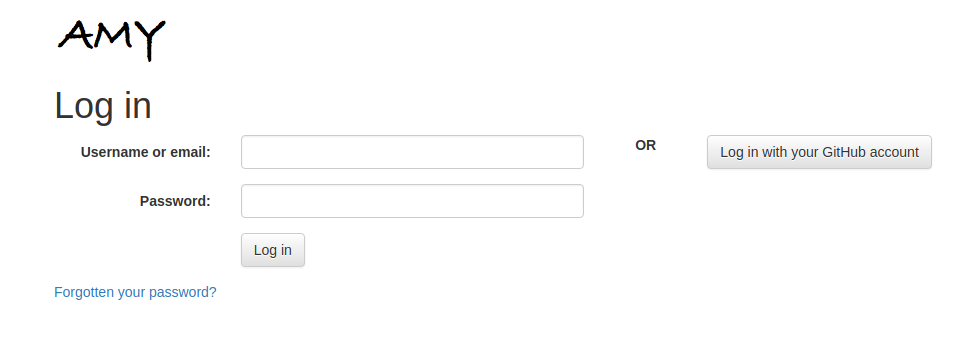 AMY
Log in
Username or email:
OR
Log in with your GitHub account
Password:
Log in
Forgotten your password?